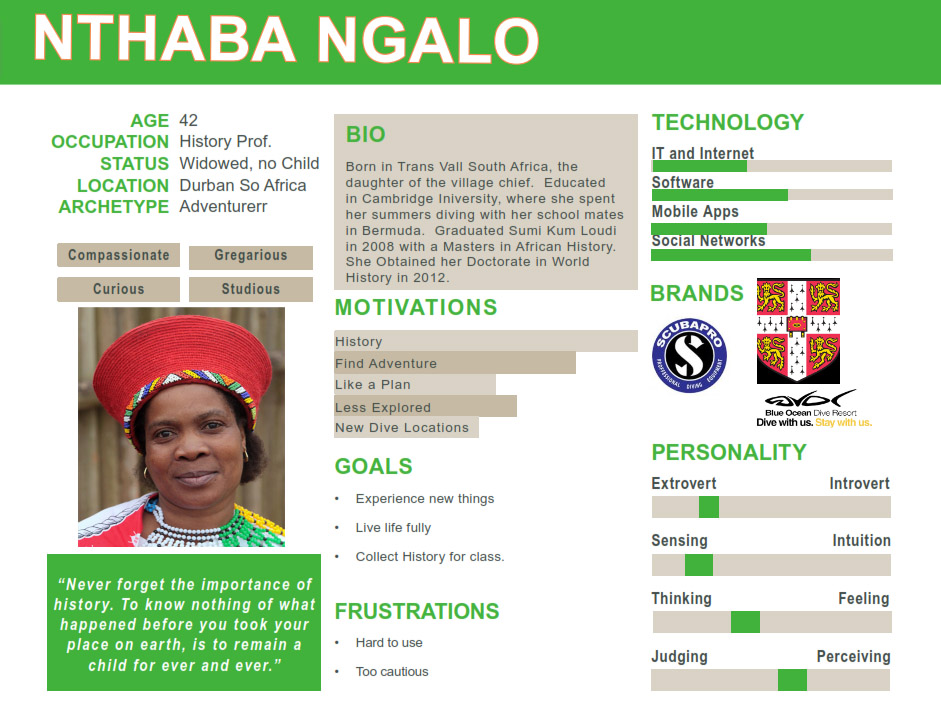 NTHABA NGALO
AGE 42
OCCUPATION History Prof.
STATUS Widowed, no Child
LOCATION Durban So Africa
ARCHETYPE Adventurerr
Compassionate
Gregarious
Curious
Studious
“Never forget the importance of
history. To know nothing of what
happened before you took your
place on earth, is to remain a
child for ever and ever.”
BIO
Born in Trans Vall South Africa, the
daughter of the village chief. Educated
in Cambridge Iniversity, where she spent
her summers diving with her school mates
in Bermuda. Graduated Sumi Kum Loudi
in 2008 with a Masters in African History.
She Obtained her Doctorate in World
History in 2012.
MOTIVATIONS
History
Find Adventure
Like a Plan
Less Explored
New Dive Locations
GOALS
• Experience new things
• Live life fully
• Collect History for class.
FRUSTRATIONS
• Hard to use
• Too cautious
TECHNOLOGY
IT and Internet
Software
Mobile Apps
Social Networks
BRANDS
SCUBAPRO
S
PROFESSIONAL DIVING EQUIPMENT
Blue Ocean Dive Resort
Dive with us. Stay with us.
PERSONALITY
Extrovert Introvert
Sensing Intuition
Thinking Feeling
Judging Perceiving